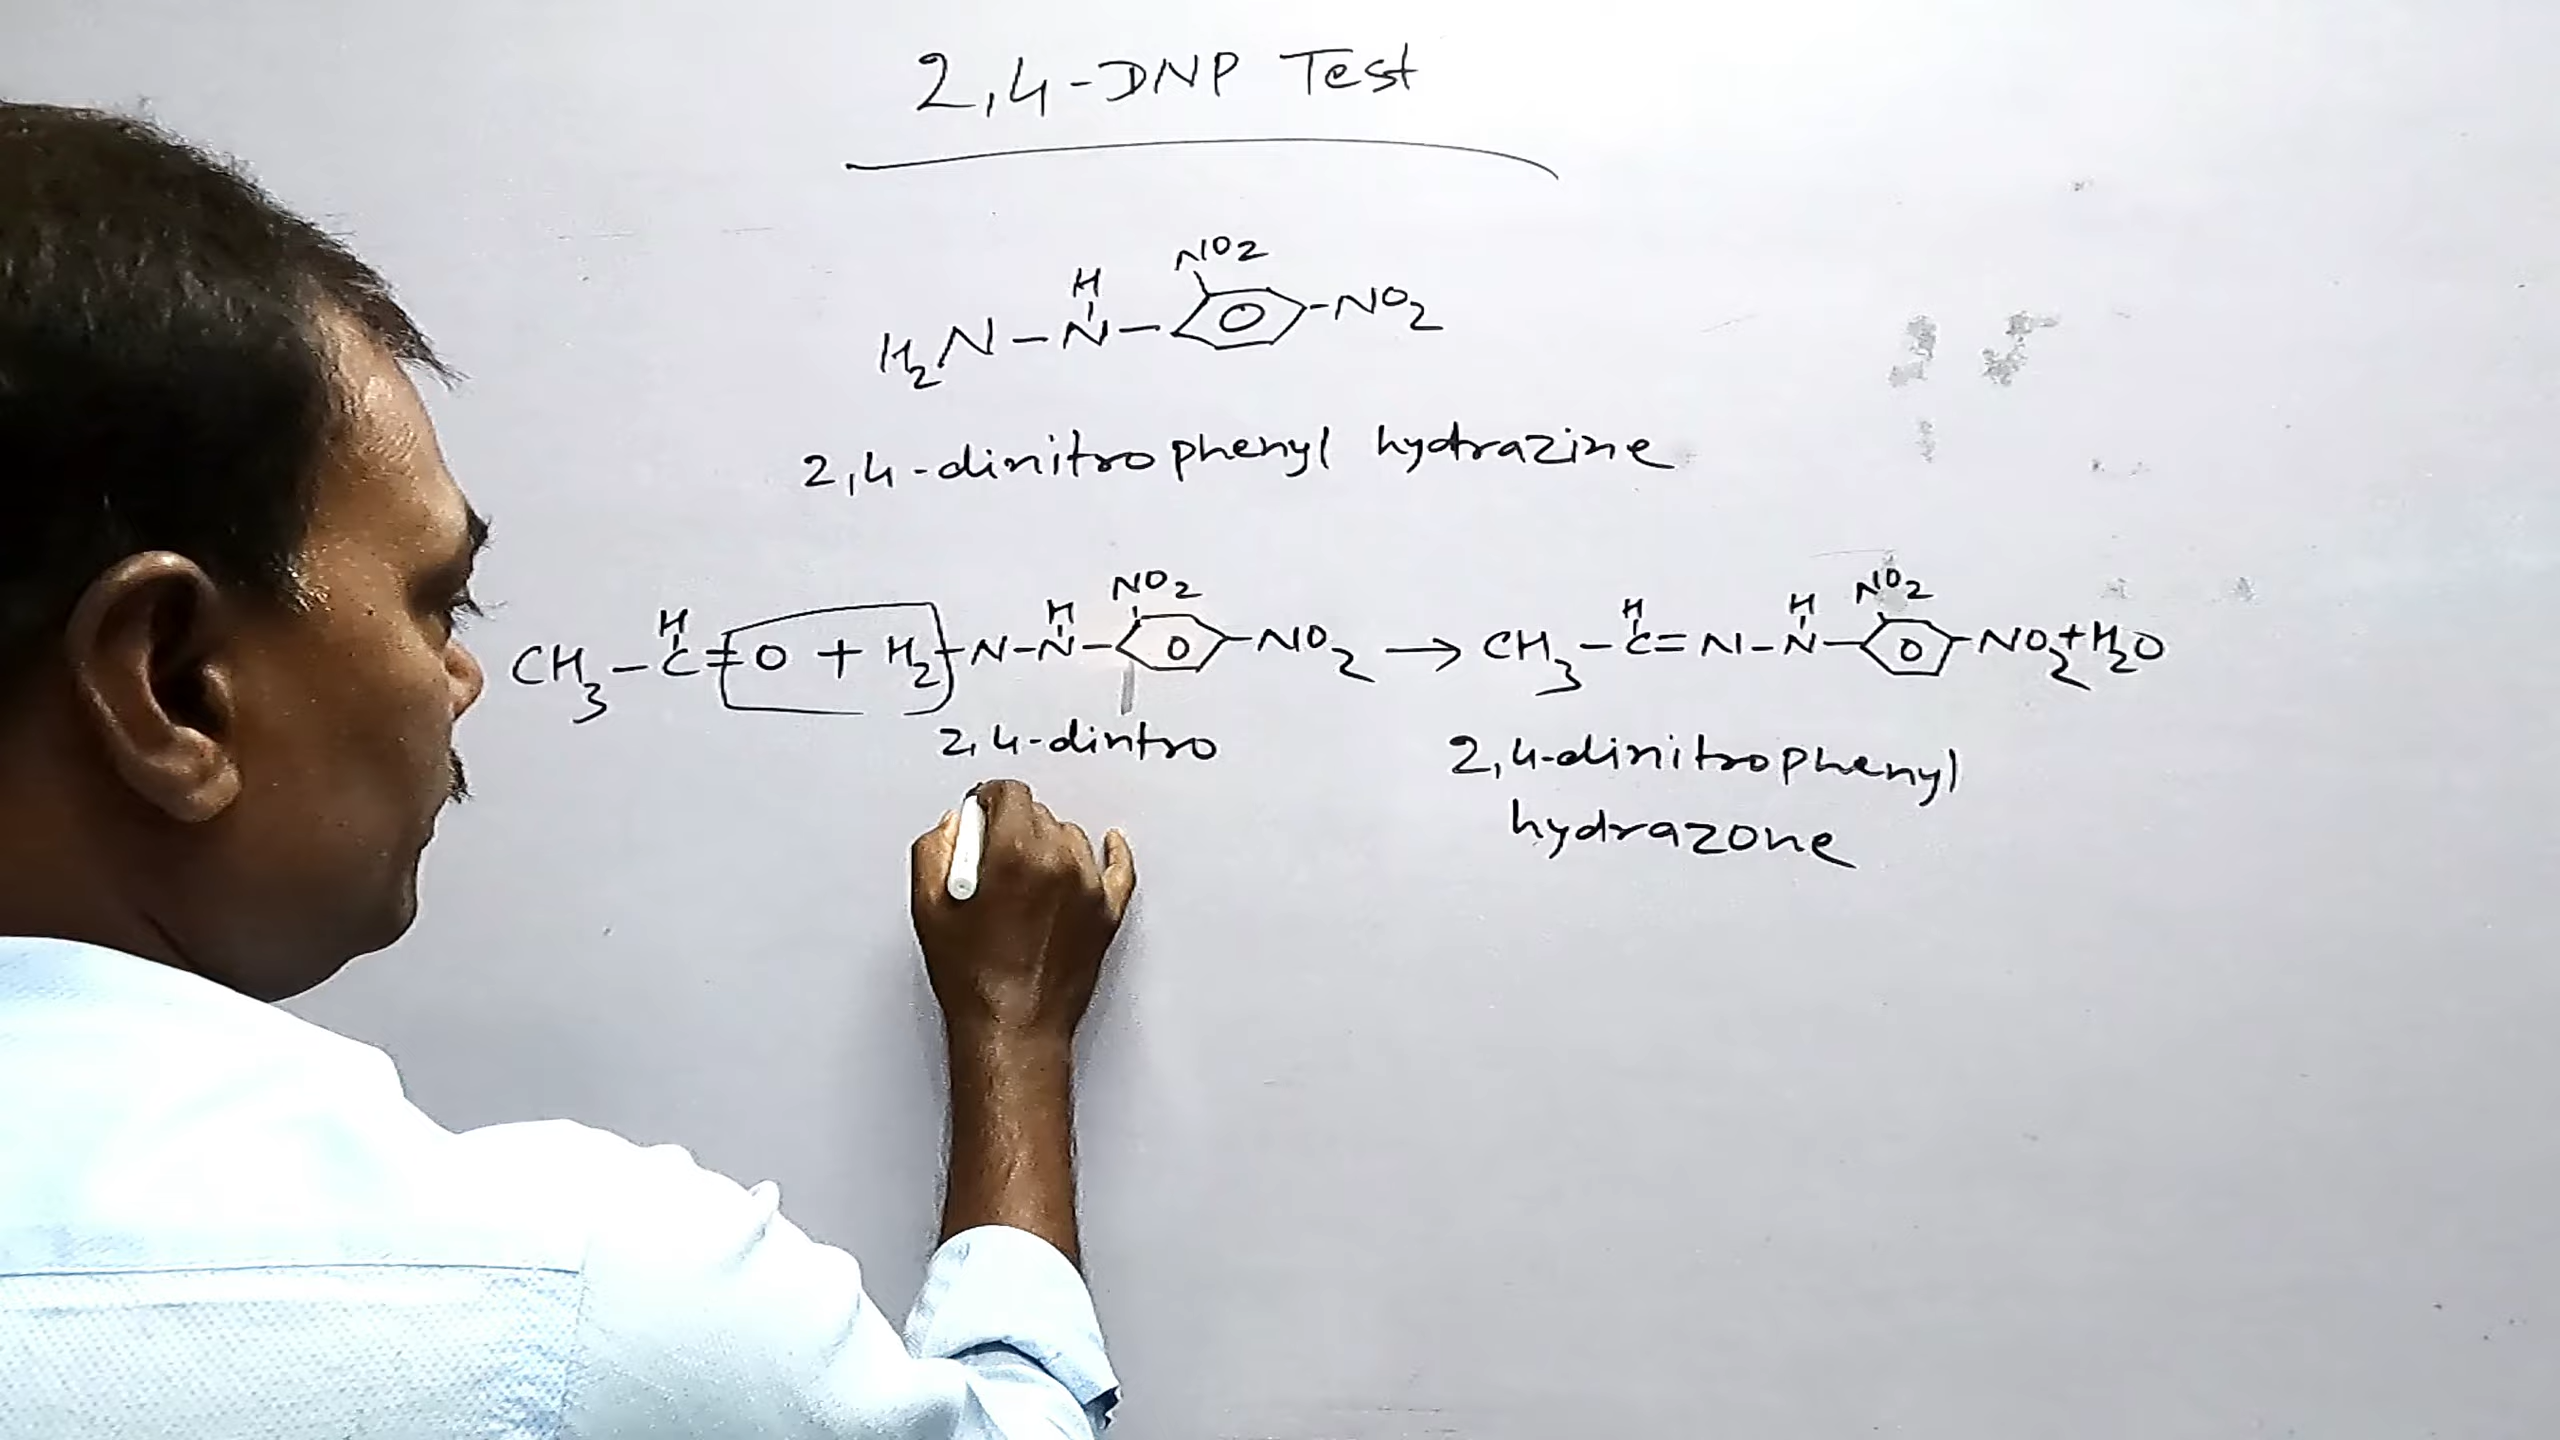 2,4-DNP Test
NO2
H
H2N-N-⌬-NO2
2,4-dinitrophenyl hydrazine
H H NO2 H H NO2
CH3-C=O + H2N-N-⌬-NO2 → CH3-C=N-N-⌬-NO2+H2O
2,4-dintro 2,4-dinitrophenyl
hydrazone